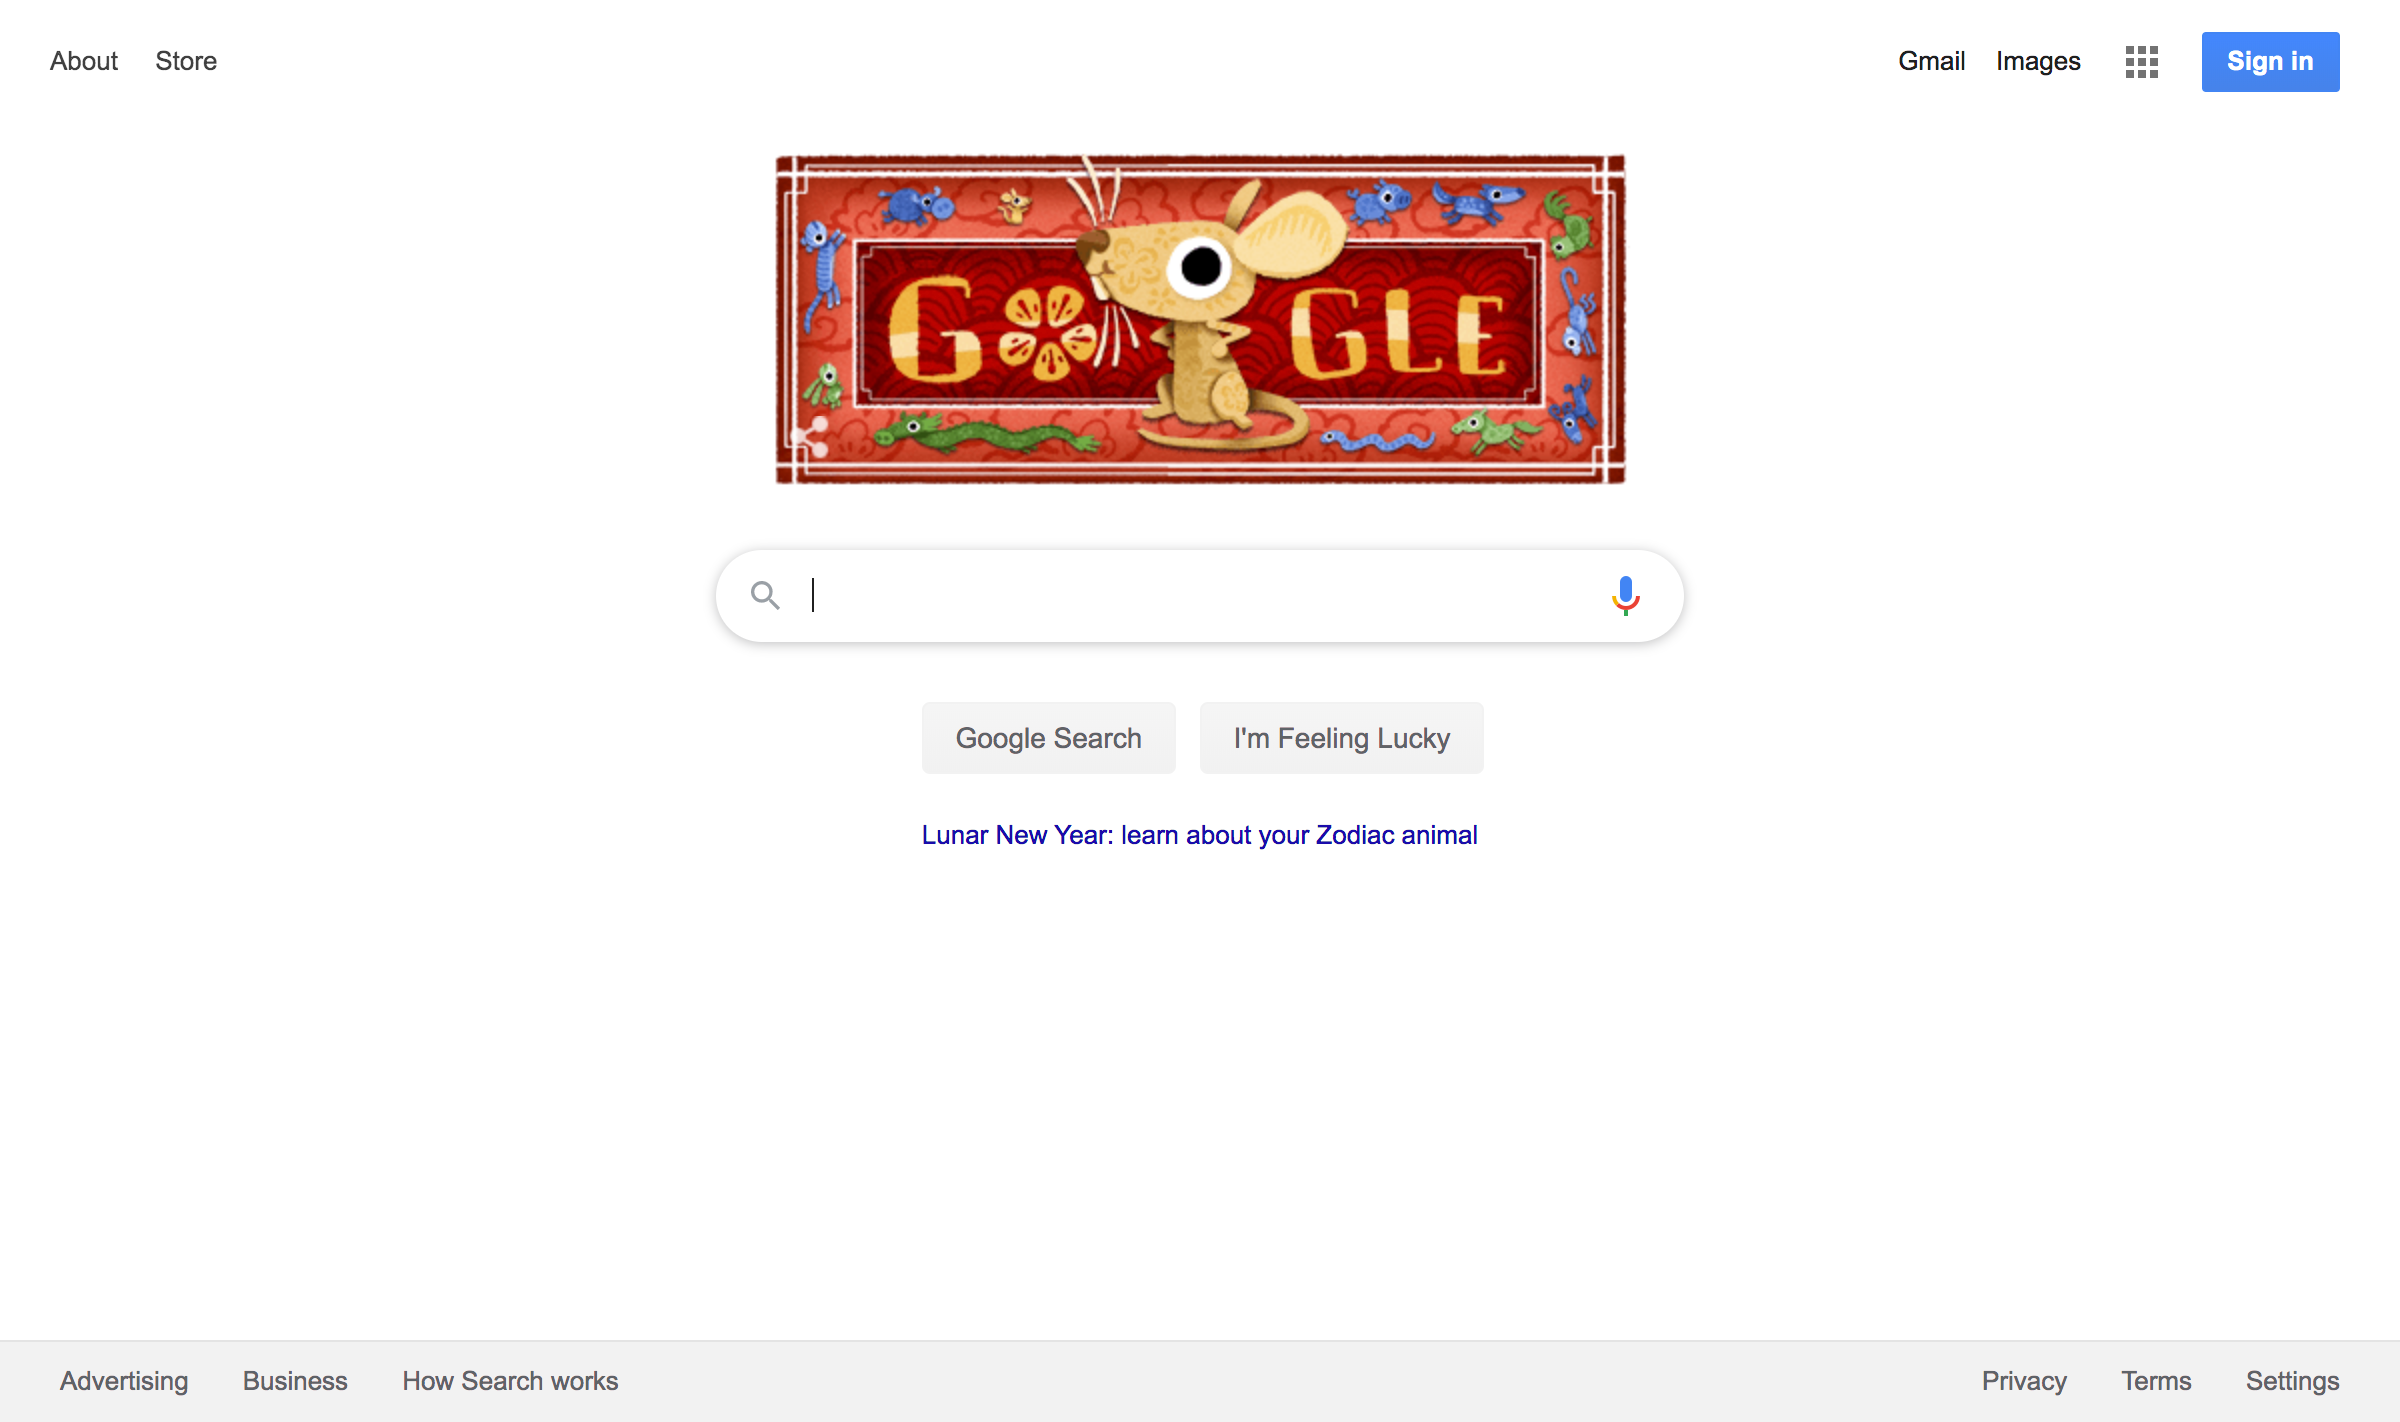 About Store Gmail Images Sign in
GOOGLE
Google Search I'm Feeling Lucky
Lunar New Year: learn about your Zodiac animal
Advertising Business How Search works Privacy Terms Settings